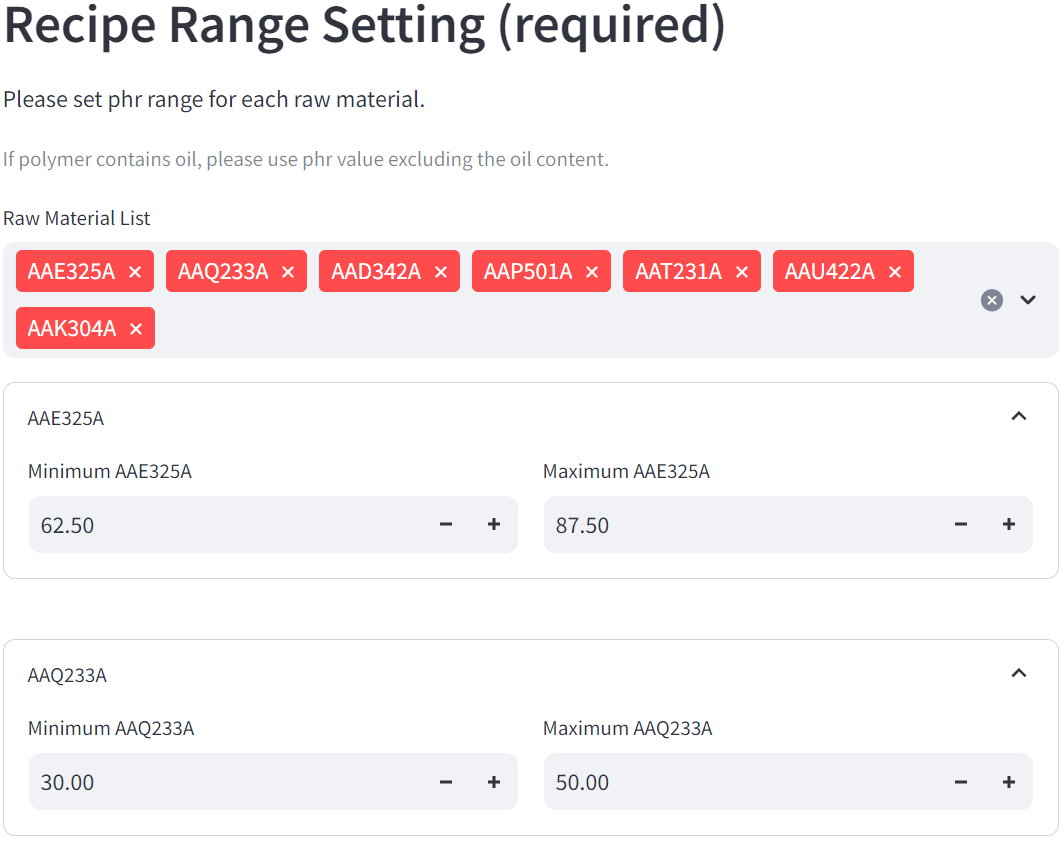 Recipe Range Setting (required)
Please set phr range for each raw material.
If polymer contains oil, please use phr value excluding the oil content.
Raw Material List
AAE325A × AAQ233A × AAD342A × AAP501A × AAT231A × AAU422A ×
AAK304A ×
AAE325A
Minimum AAE325A Maximum AAE325A
62.50 − + 87.50 − +
AAQ233A
Minimum AAQ233A Maximum AAQ233A
30.00 − + 50.00 − +